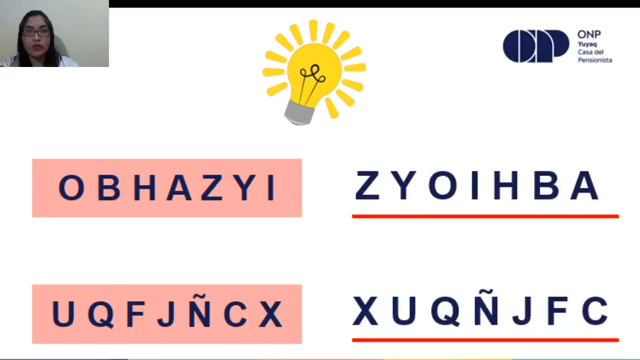 ONP
Yuyaq
Casa del
Pensionista
O B H A Z Y I
Z Y O I H B A
U Q F J Ñ C X
X U Q Ñ J F C